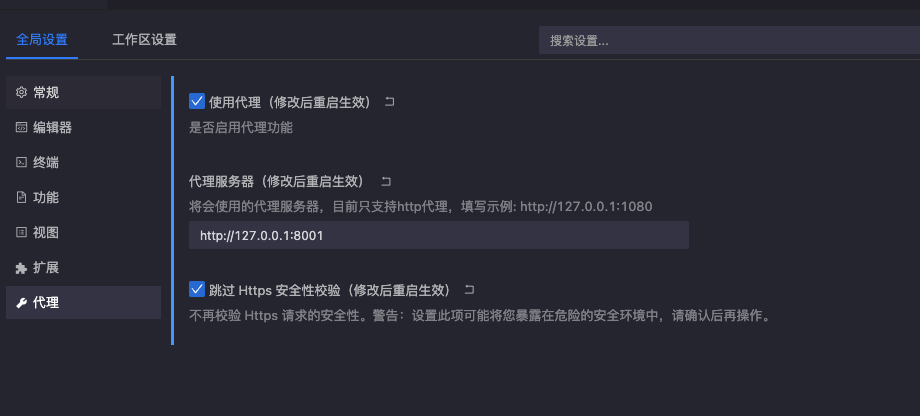 全局设置
工作区设置
搜索设置...
常规
编辑器
终端
功能
视图
扩展
代理
使用代理（修改后重启生效）
是否启用代理功能
代理服务器（修改后重启生效）
将会使用的代理服务器，目前只支持http代理，填写示例: http://127.0.0.1:1080
http://127.0.0.1:8001
跳过 Https 安全性校验（修改后重启生效）
不再校验 Https 请求的安全性。警告：设置此项可能将您暴露在危险的安全环境中，请确认后再操作。